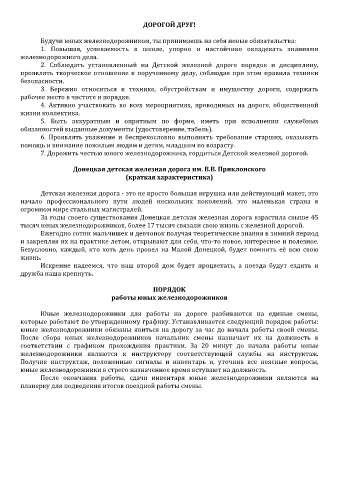 ДОРОГОЙ ДРУГ!
Будучи юных железнодорожником, ты принимаешь на себя новые обязательства:
1. Повышая, успеваемость в школе, упорно и настойчиво овладевать знаниями
железнодорожного дела.
2. Соблюдать установленный на Детской железной дороге порядок и дисциплину,
проявлять творческое отношение к порученному делу, соблюдая при этом правила техники
безопасности.
3. Бережно относиться к технике, обустройствам и имуществу дороги, содержать
рабочее место в чистоте и порядке.
4. Активно участвовать во всех мероприятиях, проводимых на дороге, общественной
жизни коллектива.
5. Быть аккуратным и опрятным по форме, иметь при исполнении служебных
обязанностей выданные документы (удостоверение, табель).
6. Проявлять уважение и беспрекословно выполнять требование старших, оказывать
помощь и внимание пожилым людям и детям, младшим по возрасту.
7. Дорожить честью юного железнодорожника, гордиться Детской железной дорогой.
Донецкая детская железная дорога им. В.В. Приклонского
(краткая характеристика)
Детская железная дорога - это не просто большая игрушка или действующий макет, это
начало профессионального пути людей нескольких поколений, это маленькая страна в
огромном мире стальных магистралей.
За годы своего существования Донецкая детская железная дорога взрастила свыше 45
тысяч юных железнодорожников, более 17 тысяч связали свою жизнь с железной дорогой.
Ежегодно сотни мальчишек и девчонок получая теоретические знания в зимний период
и закрепляя их на практике летом, открывают для себя, что-то новое, интересное и полезное.
Безусловно, каждый, кто хоть день провел на Малой Донецкой, будет помнить её всю свою
жизнь.
Искренне надеемся, что наш второй дом будет процветать, а поезда будут ездить и
дружба наша крепнуть.
ПОРЯДОК
работы юных железнодорожников
Юные железнодорожники для работы на дороге разбиваются на единые смены,
которые работают по утвержденному графику. Устанавливается следующий порядок работы:
юные железнодорожники обязаны явиться на дорогу за час до начала работы своей смены.
После сбора юных железнодорожников начальник смены назначает их на должность в
соответствии с графиком прохождения практики. За 20 минут до начала работы юные
железнодорожники являются к инструктору соответствующей службы на инструктаж.
Получив инструктаж, положенные сигналы и инвентарь и, уточнив все неясные вопросы,
юные железнодорожники в строго назначенное время вступают на должность.
После окончания работы, сдачи инвентаря юные железнодорожники являются на
планерку для подведения итогов поездной работы смены.